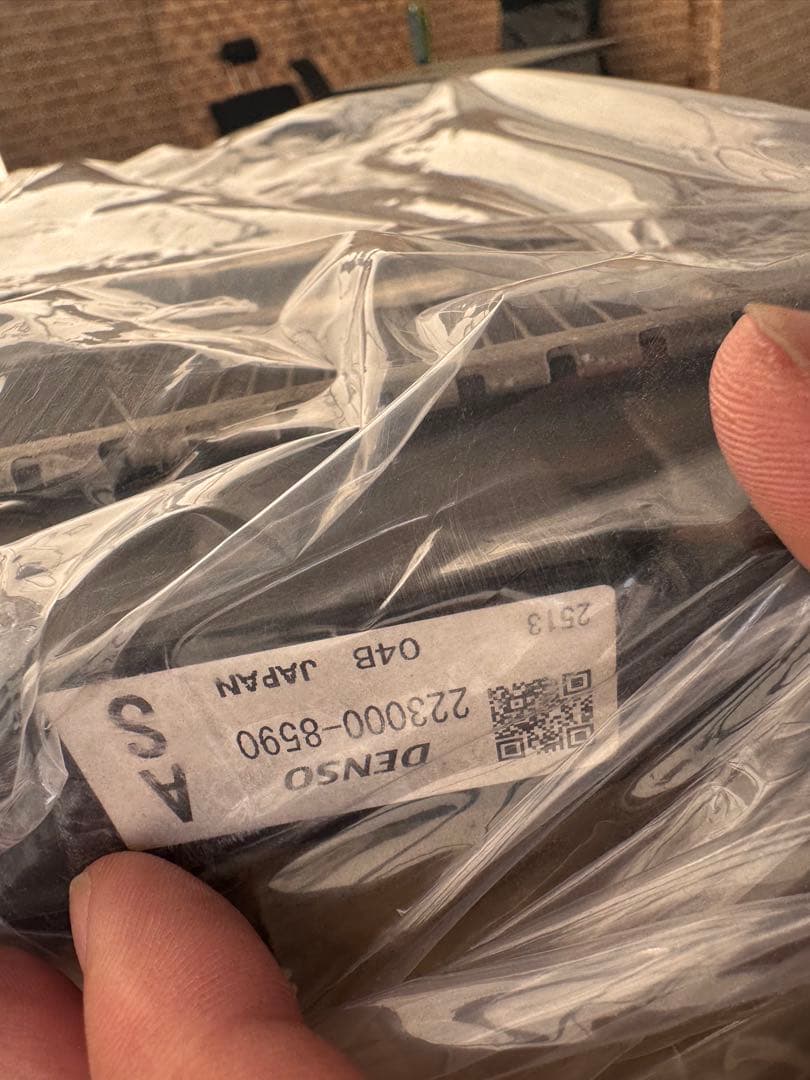 DENSO
223000-8590
04B JAPAN
2513
AS